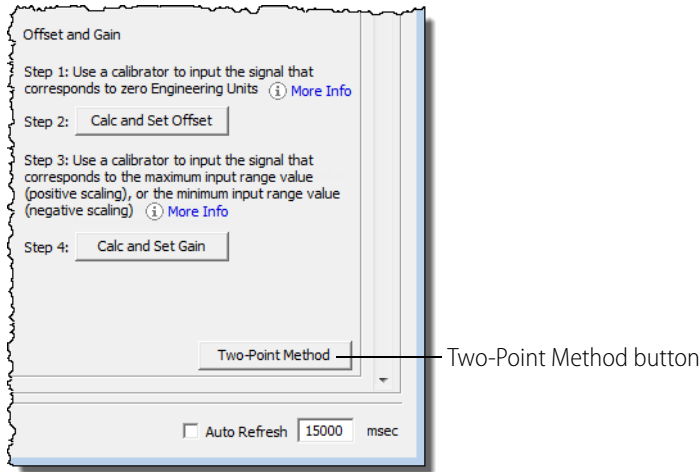 Offset and Gain
Step 1: Use a calibrator to input the signal that
corresponds to zero Engineering Units i More Info
Step 2: Calc and Set Offset
Step 3: Use a calibrator to input the signal that
corresponds to the maximum input range value
(positive scaling), or the minimum input range value
(negative scaling) i More Info
Step 4: Calc and Set Gain
Two-Point Method Two-Point Method button
Auto Refresh 15000 msec